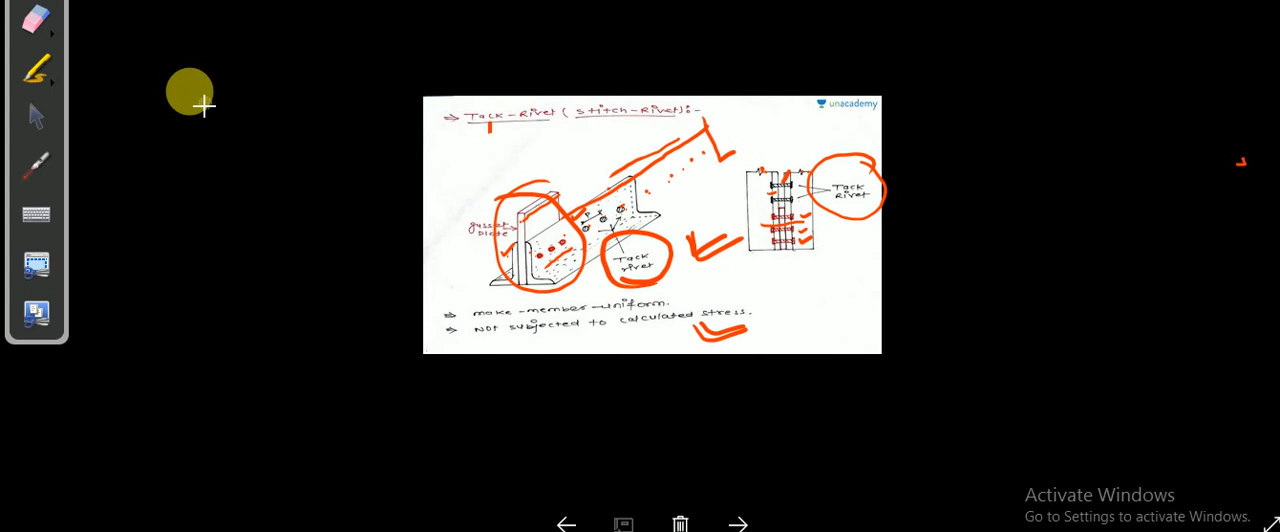 ⇒ Tack-Rivet (Stitch-Rivet):-
unacademy
Tack
Rivet
gusset
Plate
Tack
rivet
⇒ make-member-uniform.
⇒ Not subjected to calculated stress.
Activate Windows
Go to Settings to activate Windows.